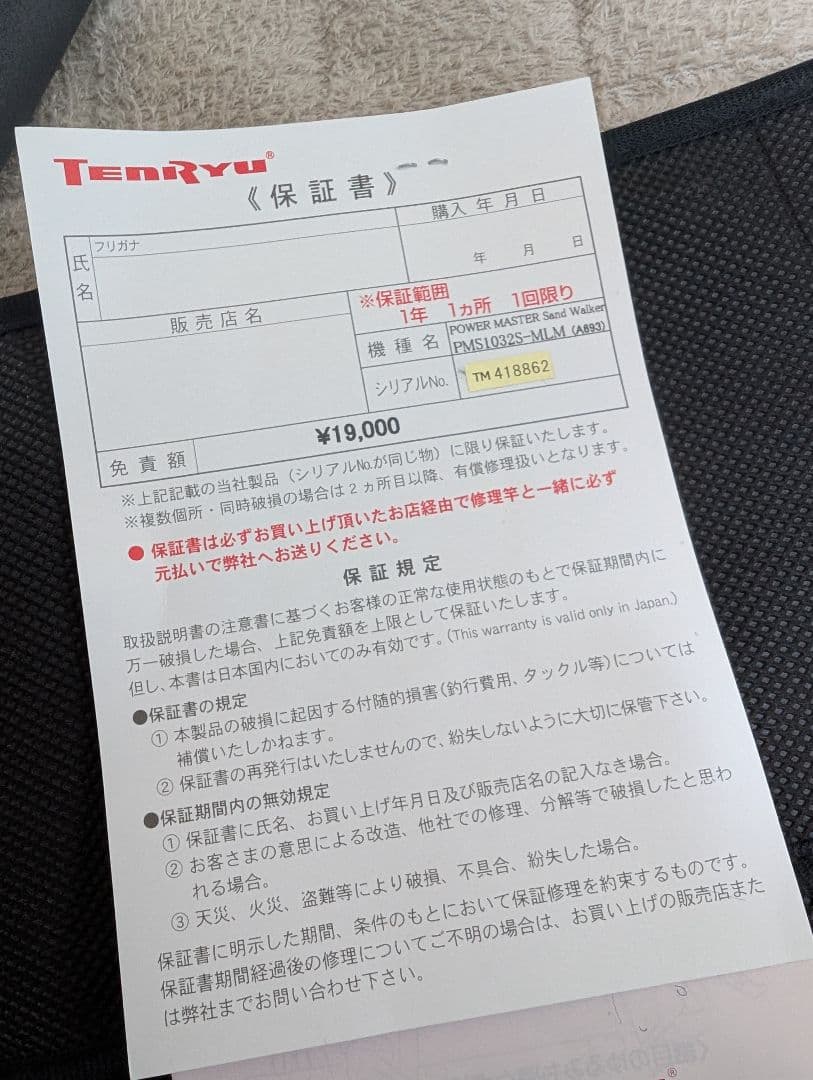 TENRYU®
《保証書》
フリガナ
氏名
購入年月日
年 月 日
販売店名
※保証範囲
1年 1ヵ所 1回限り
機種名
POWER MASTER Sand Walker
PMS1032S-MLM (A693)
シリアルNo.
TM 418862
免責額
¥19,000
※上記記載の当社製品（シリアルNo.が同じ物）に限り保証いたします。
※複数個所・同時破損の場合は2ヵ所目以降、有償修理扱いとなります。
●保証書は必ずお買い上げ頂いたお店経由で修理竿と一緒に必ず
元払いで弊社へお送りください。
保証規定
取扱説明書の注意書に基づくお客様の正常な使用状態のもとで保証期間内に
万一破損した場合、上記免責額を上限として保証いたします。
但し、本書は日本国内においてのみ有効です。(This warranty is valid only in Japan.)
●保証書の規定
① 本製品の破損に起因する付随的損害(釣行費用、タックル等)については
補償いたしかねます。
② 保証書の再発行はいたしませんので、紛失しないように大切に保管下さい。
●保証期間内の無効規定
① 保証書に氏名、お買い上げ年月日及び販売店名の記入なき場合。
② お客さまの意思による改造、他社での修理、分解等で破損したと思わ
れる場合。
③ 天災、火災、盗難等により破損、不具合、紛失した場合。
保証書に明示した期間、条件のもとにおいて保証修理を約束するものです。
保証書期間経過後の修理についてご不明の場合は、お買い上げの販売店また
は弊社までお問い合わせ下さい。